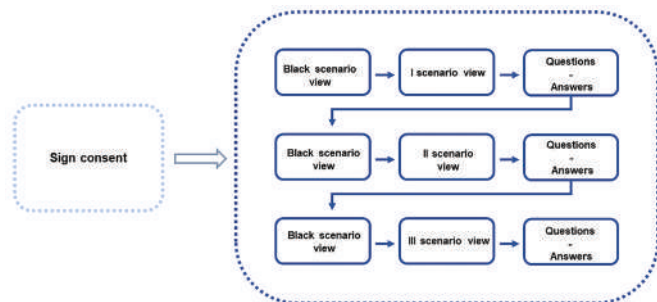 Sign consent
Black scenario
view
I scenario view
Questions
-
Answers
Black scenario
view
II scenario
view
Questions
-
Answers
Black scenario
view
III scenario view
Questions
-
Answers